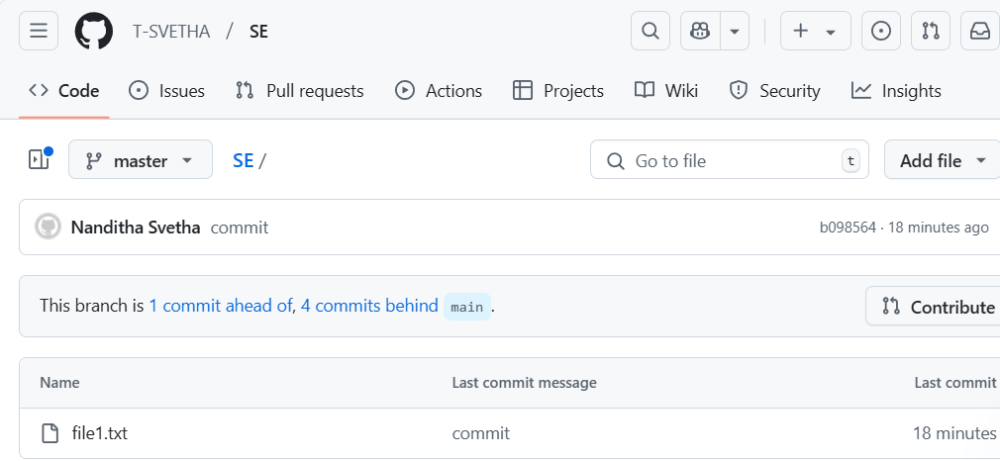 T-SVETHA / SE
Code Issues Pull requests Actions Projects Wiki Security Insights
master SE / Go to file t Add file
Nanditha Svetha commit b098564 · 18 minutes ago
This branch is 1 commit ahead of, 4 commits behind main. Contribute
Name Last commit message Last commit
file1.txt commit 18 minutes